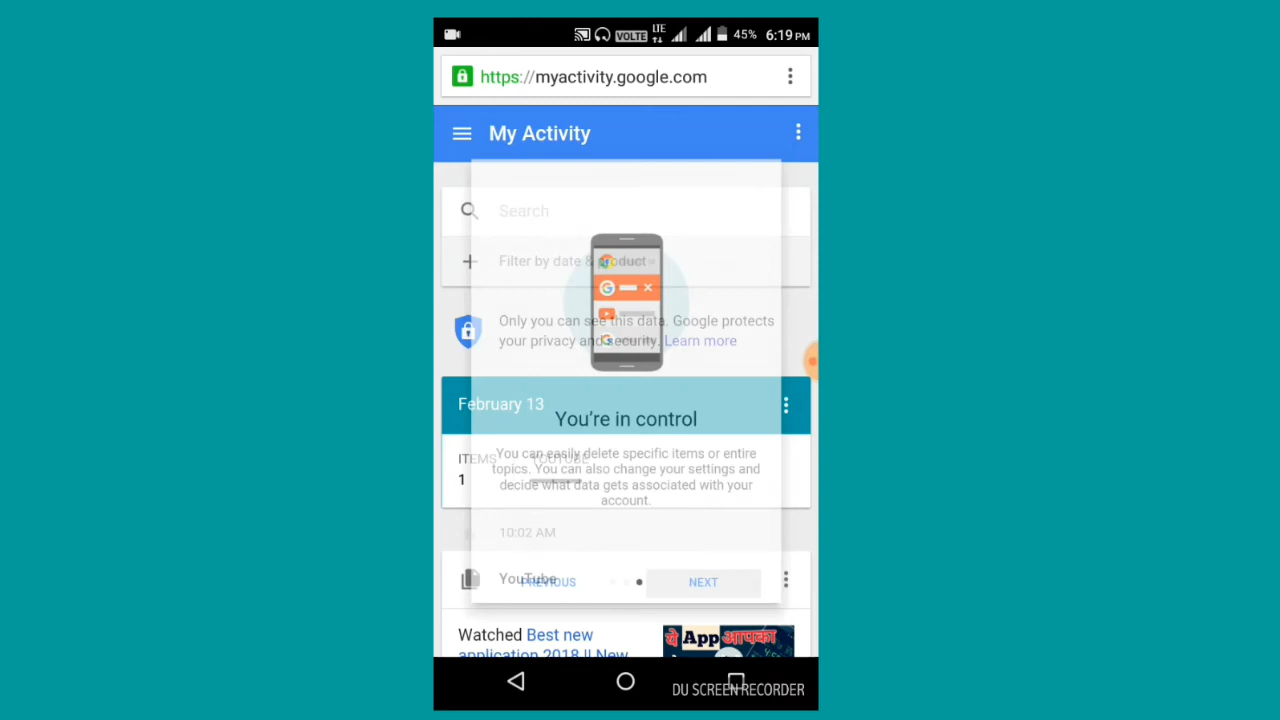 VOLTE LTE 45% 6:19 PM
https://myactivity.google.com
My Activity
Search
Filter by date & product
Only you can see this data. Google protects
your privacy and security. Learn more
February 13
You're in control
ITEMS YOUTUBE
1
You can easily delete specific items or entire
topics. You can also change your settings and
decide what data gets associated with your
account.
10:02 AM
YouTube
PREVIOUS NEXT
Watched Best new
application 2018 || New
ये App आपका
DU SCREEN RECORDER